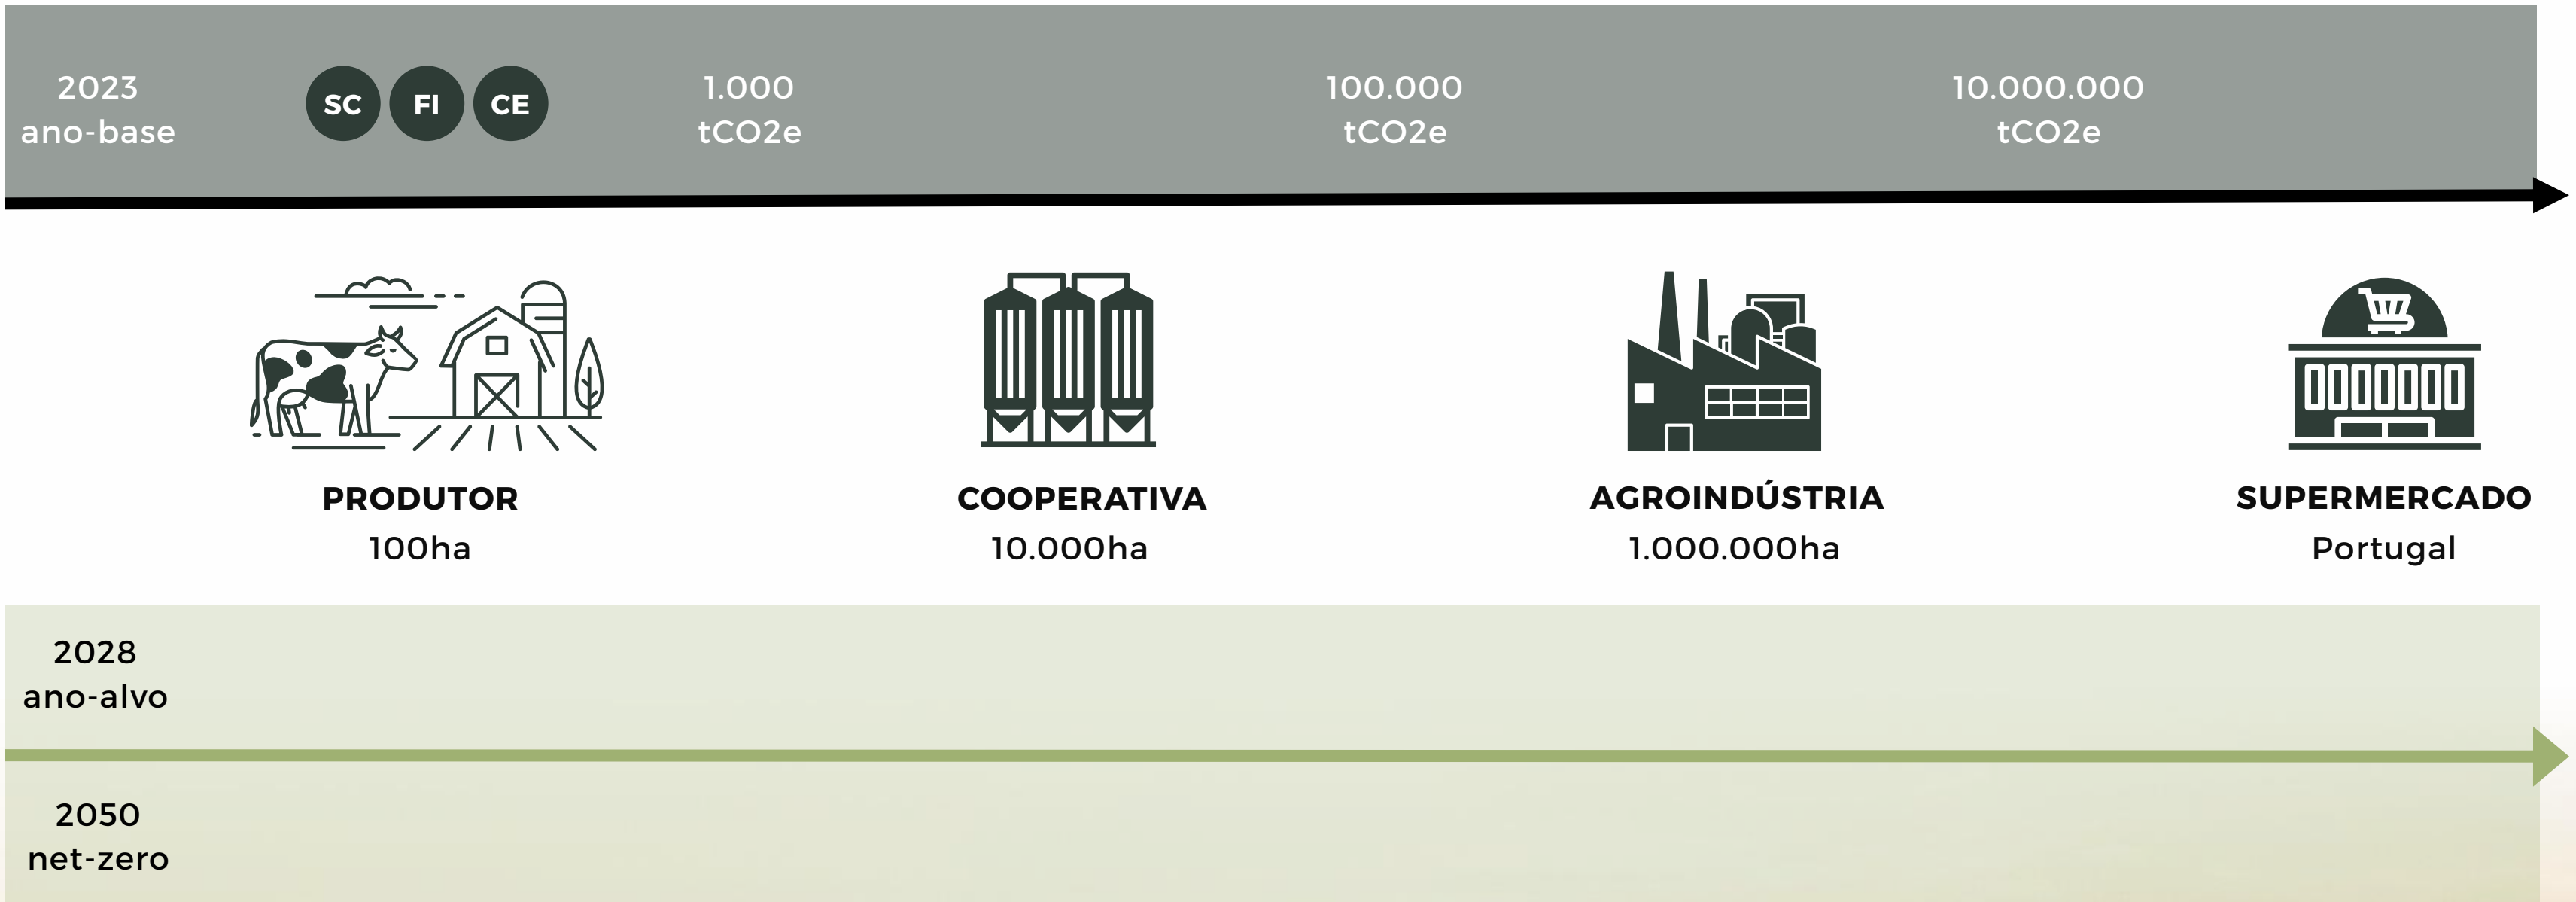 2023
ano-base
SC FI CE
1.000
tCO2e
100.000
tCO2e
10.000.000
tCO2e
PRODUTOR
100ha
COOPERATIVA
10.000ha
AGROINDÚSTRIA
1.000.000ha
SUPERMERCADO
Portugal
2028
ano-alvo
2050
net-zero